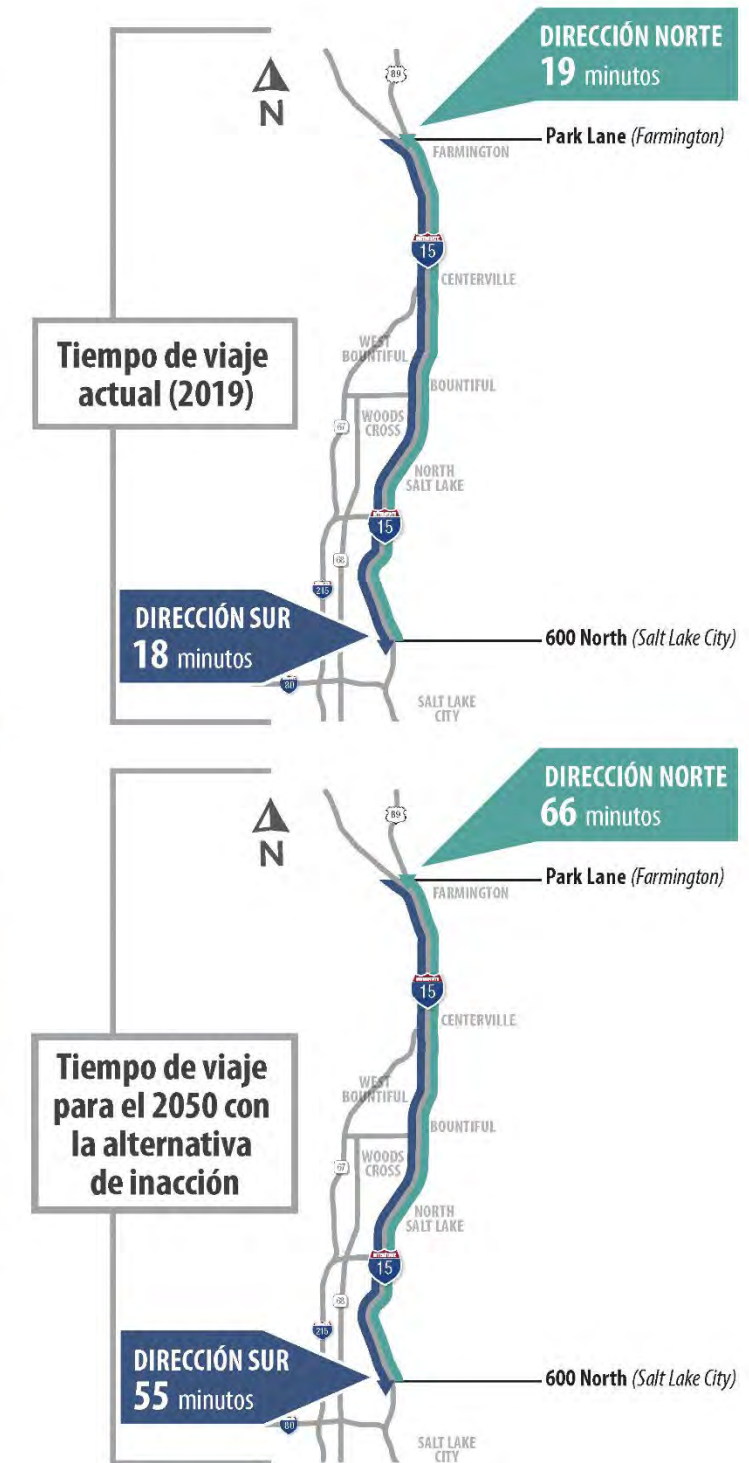 DIRECCIÓN NORTE
19 minutos
89
N
Park Lane (Farmington)
FARMINGTON
15
CENTERVILLE
Tiempo de viaje
actual (2019)
WEST
BOUNTIFUL
BOUNTIFUL
WOODS
CROSS
67
NORTH
SALT LAKE
15
68
215
DIRECCIÓN SUR
18 minutos
600 North (Salt Lake City)
80
SALT LAKE
CITY
DIRECCIÓN NORTE
66 minutos
89
N
Park Lane (Farmington)
FARMINGTON
15
CENTERVILLE
Tiempo de viaje
para el 2050 con
la alternativa
de inacción
WEST
BOUNTIFUL
BOUNTIFUL
WOODS
CROSS
67
NORTH
SALT LAKE
15
68
215
DIRECCIÓN SUR
55 minutos
600 North (Salt Lake City)
80
SALT LAKE
CITY